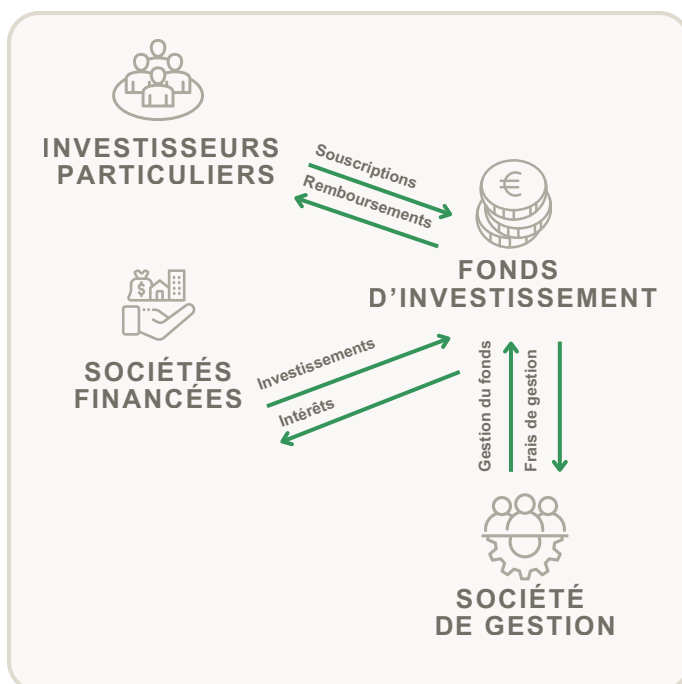 INVESTISSEURS
PARTICULIERS
Souscriptions
Remboursements
FONDS
D’INVESTISSEMENT
SOCIÉTÉS
FINANCÉES
Investissements
Intérêts
Gestion du fonds
Frais de gestion
SOCIÉTÉ
DE GESTION